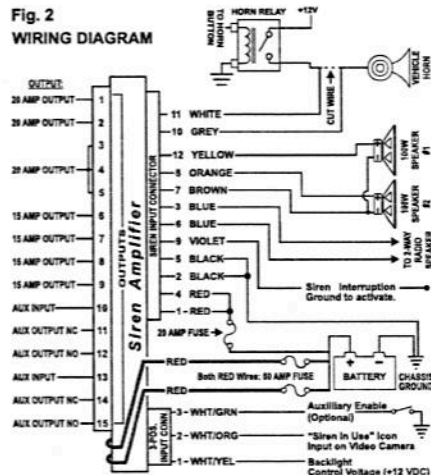 Fig. 2
WIRING DIAGRAM
HORN RELAY
+12V
TO HORN
BUTTON
VEHICLE
HORN
CUT WIRE
OUTPUT:
20 AMP OUTPUT
1
20 AMP OUTPUT
2
3
20 AMP OUTPUT
4
5
15 AMP OUTPUT
6
15 AMP OUTPUT
7
15 AMP OUTPUT
8
15 AMP OUTPUT
9
AUX INPUT
10
AUX OUTPUT NC
11
AUX OUTPUT NO
12
AUX INPUT
13
AUX OUTPUT NC
14
AUX OUTPUT NO
15
OUTPUTS
Siren Amplifier
SIREN INPUT CONNECTOR
11 WHITE
10 GREY
12 YELLOW
8 ORANGE
7 BROWN
3 BLUE
6 BLUE
9 VIOLET
5 BLACK
2 BLACK
4 RED
1 RED
100W
SPEAKER
#1
100W
SPEAKER
#2
TO 2-WAY
RADIO
SPEAKER
Siren Interruption
Ground to activate.
20 AMP FUSE
RED
Both RED Wires: 80 AMP FUSE
RED
+ -
BATTERY
CHASSIS
GROUND
3-POS.
INPUT CONN.
3 - WHT/GRN
Auxilliary Enable
(Optional)
2 - WHT/ORG
"Siren In Use" Icon
Input on Video Camera
1 - WHT/YEL
Backlight
Control Voltage (+12 VDC)